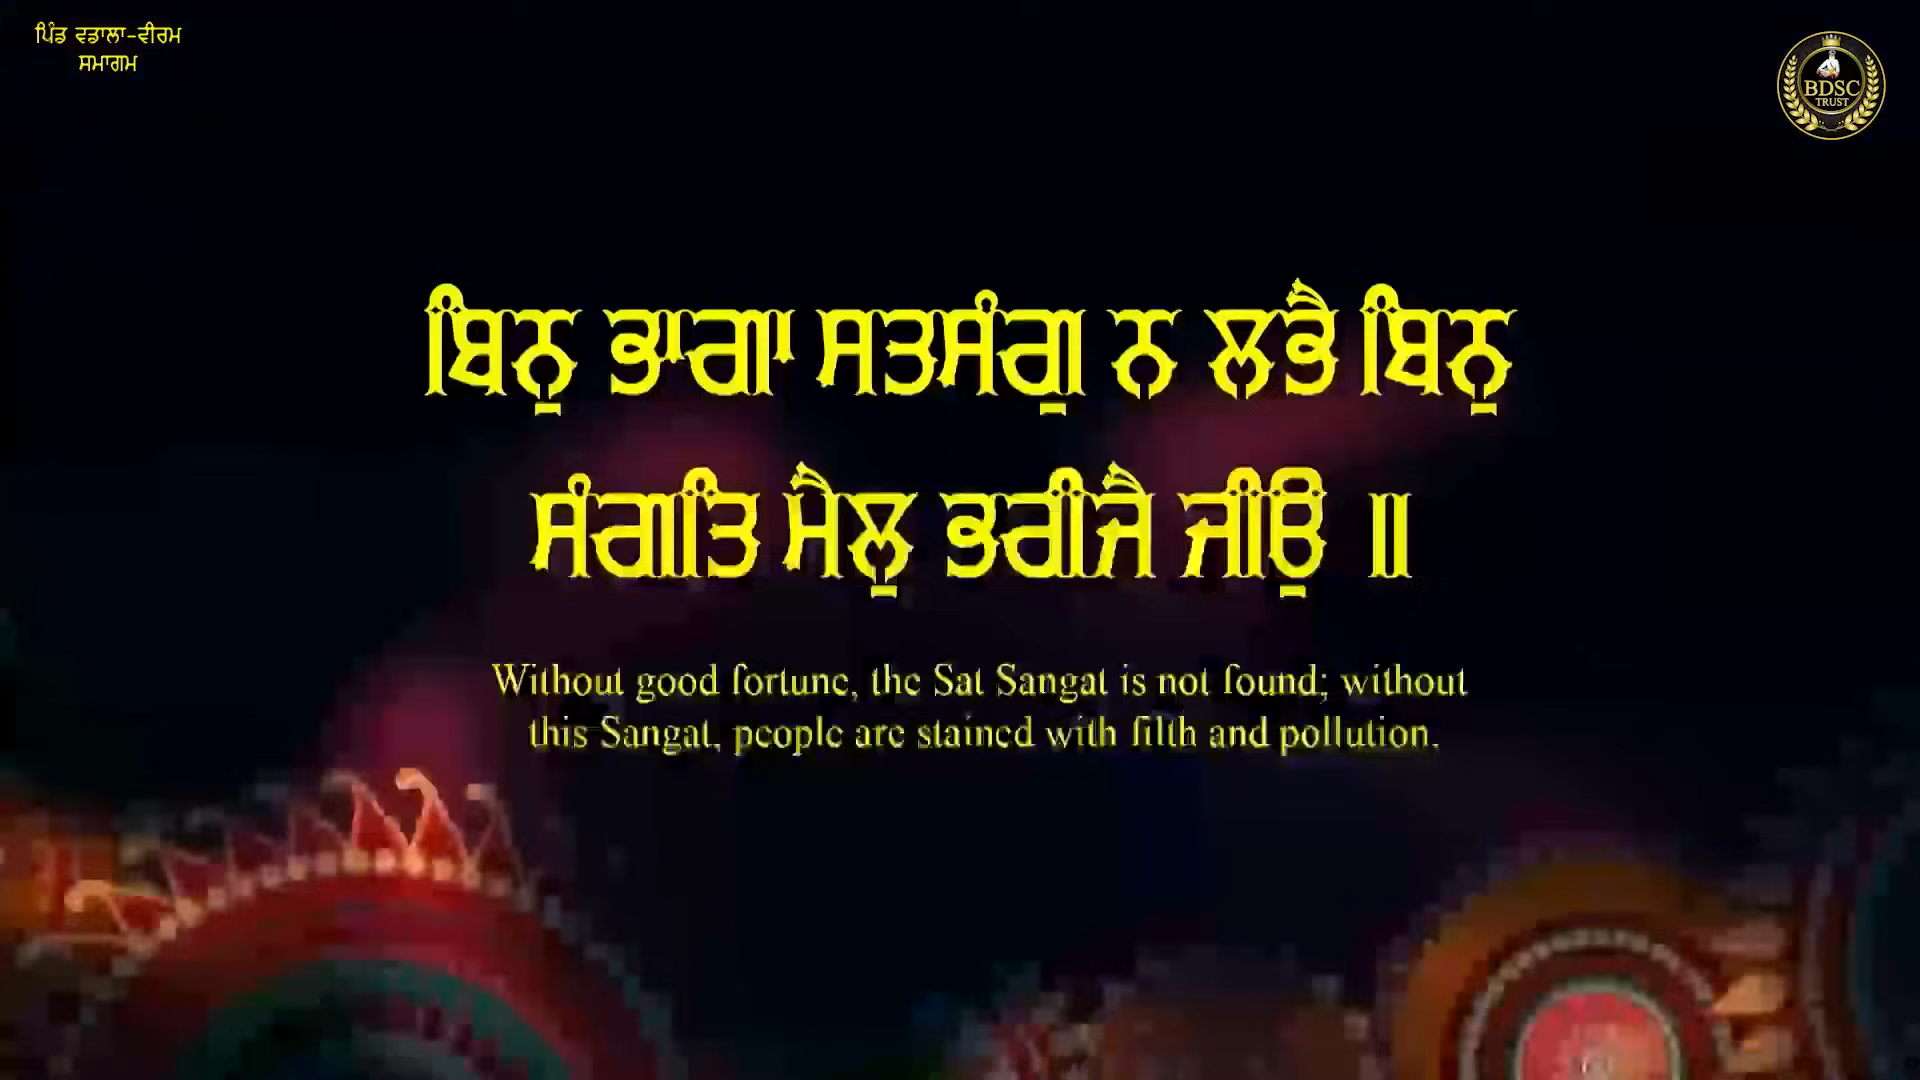 ਪਿੰਡ ਵਡਾਲਾ-ਵੀਰਮ
ਸਮਾਗਮ
BDSC
TRUST
ਬਿਨੁ ਭਾਗਾ ਸਤਸੰਗੁ ਨ ਲਭੈ ਬਿਨੁ
ਸੰਗਤਿ ਮੈਲੁ ਭਰੀਜੈ ਜੀਉ ॥
Without good fortune, the Sat Sangat is not found; without
this Sangat, people are stained with filth and pollution.